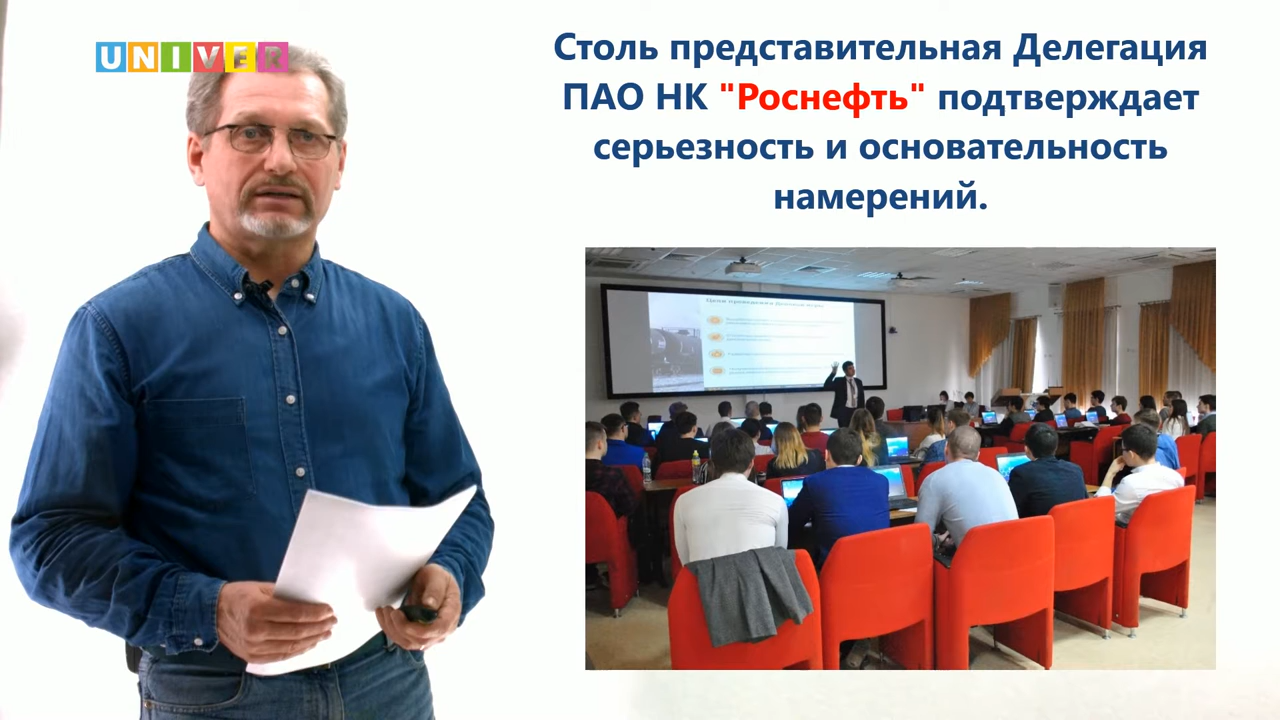 UNIVER
Столь представительная Делегация
ПАО НК "Роснефть" подтверждает
серьезность и основательность
намерений.